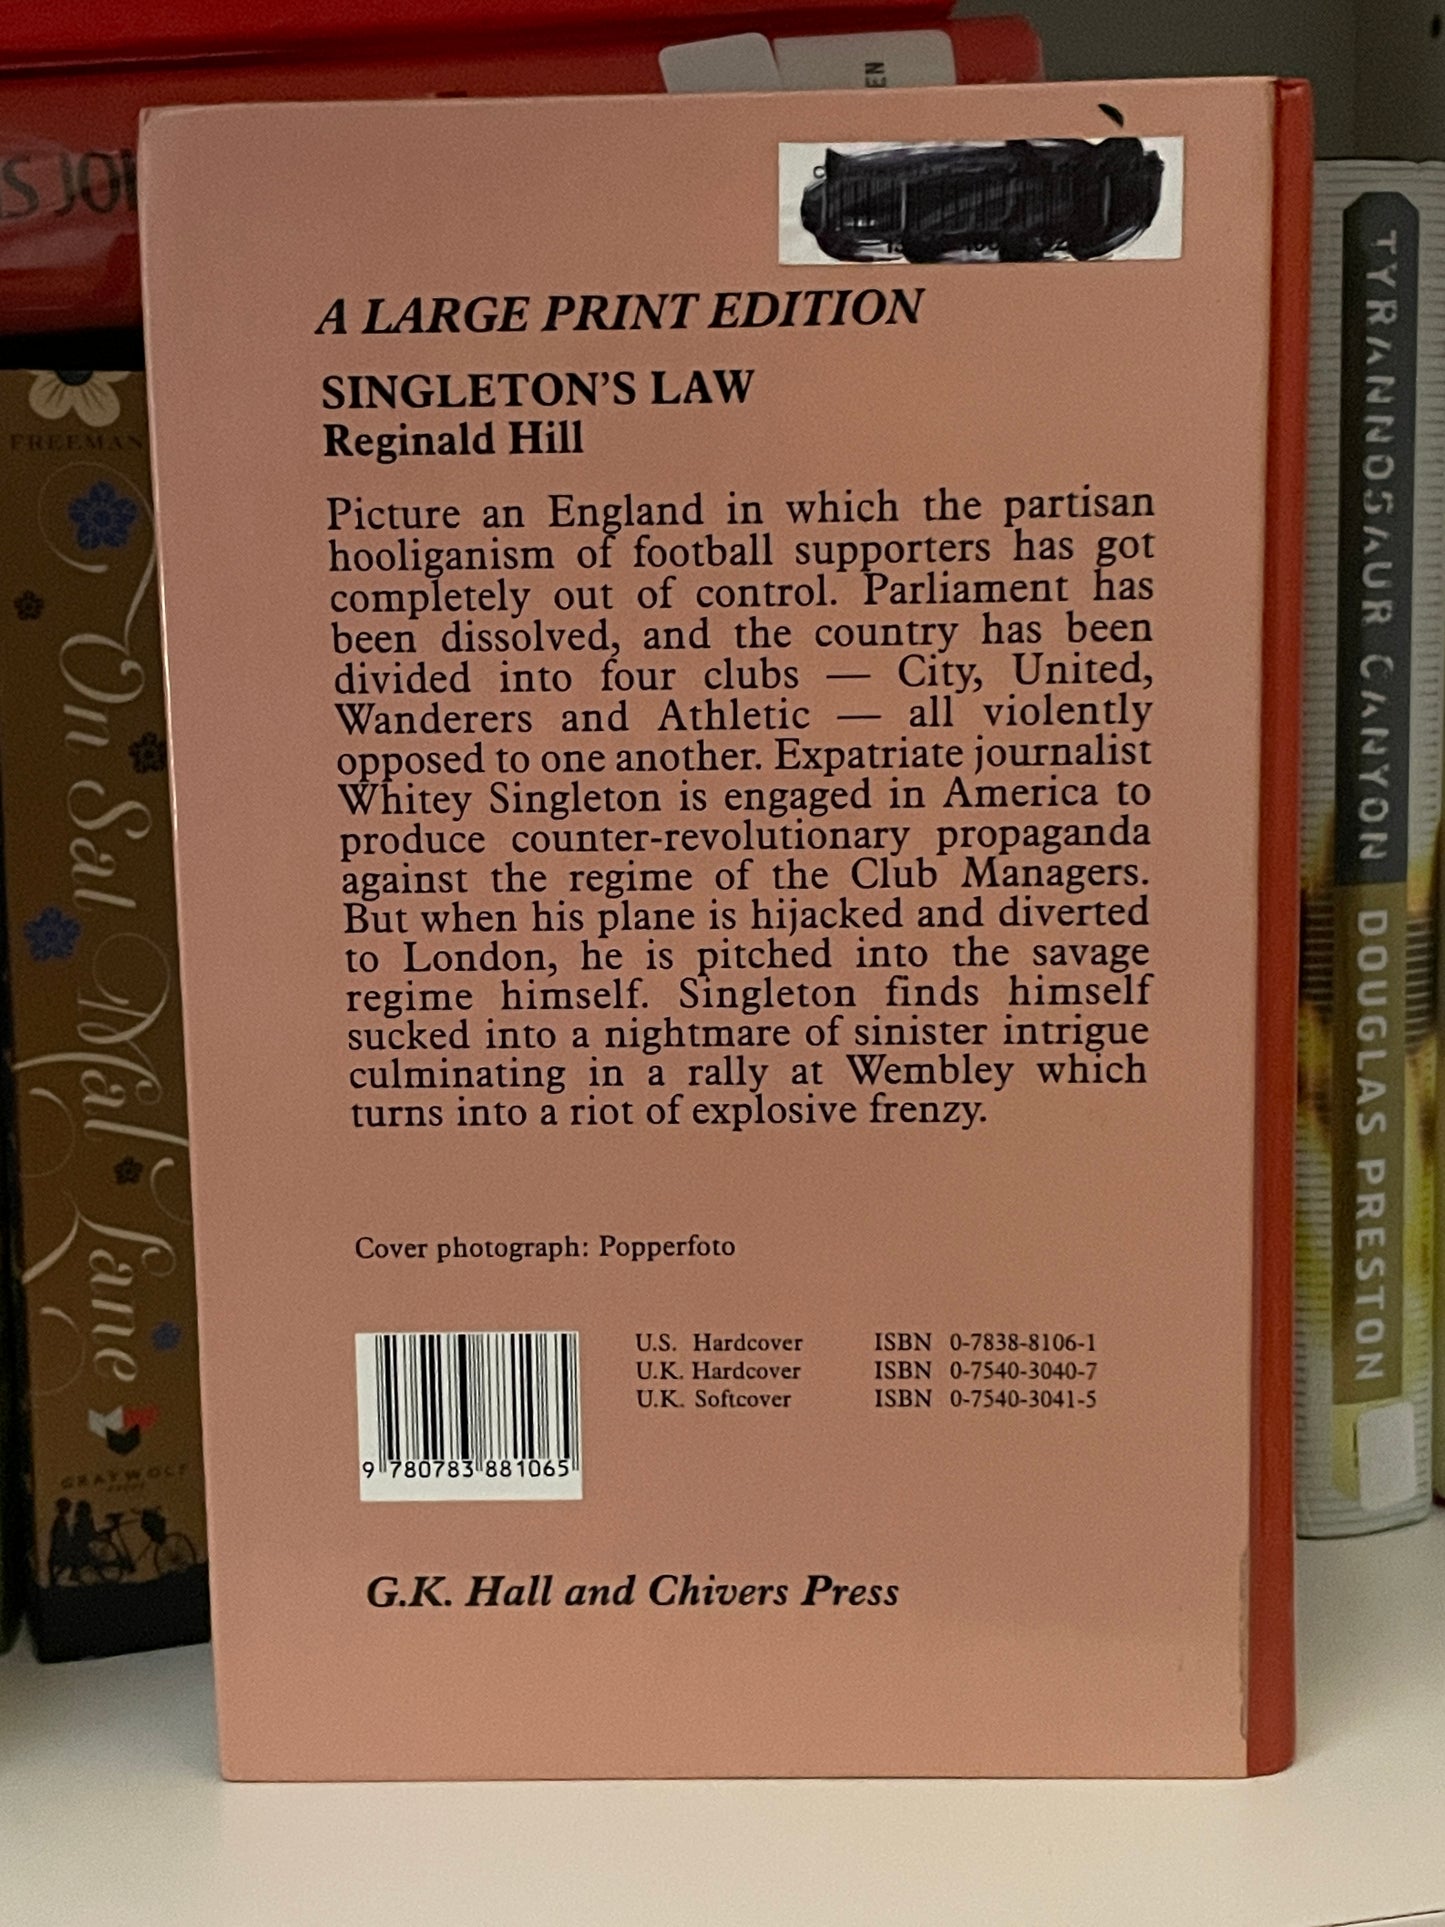 EN
S JO
A LARGE PRINT EDITION
SINGLETON'S LAW
Reginald Hill
Picture an England in which the partisan
hooliganism of football supporters has got
completely out of control. Parliament has
been dissolved, and the country has been
divided into four clubs — City, United,
Wanderers and Athletic — all violently
opposed to one another. Expatriate journalist
Whitey Singleton is engaged in America to
produce counter-revolutionary propaganda
against the regime of the Club Managers.
But when his plane is hijacked and diverted
to London, he is pitched into the savage
regime himself. Singleton finds himself
sucked into a nightmare of sinister intrigue
culminating in a rally at Wembley which
turns into a riot of explosive frenzy.
Cover photograph: Popperfoto
U.S. Hardcover ISBN 0-7838-8106-1
U.K. Hardcover ISBN 0-7540-3040-7
U.K. Softcover ISBN 0-7540-3041-5
9 780783 881065
G.K. Hall and Chivers Press
FREEMAN
On Sal Mal Lane
GRAYWOLF
TYRANNOSAUR CANYON DOUGLAS PRESTON